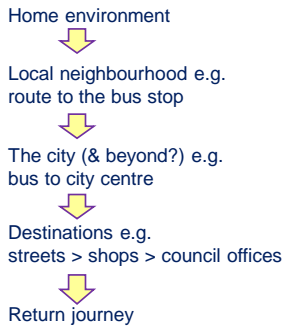 Home environment
Local neighbourhood e.g.
route to the bus stop
The city (& beyond?) e.g.
bus to city centre
Destinations e.g.
streets > shops > council offices
Return journey